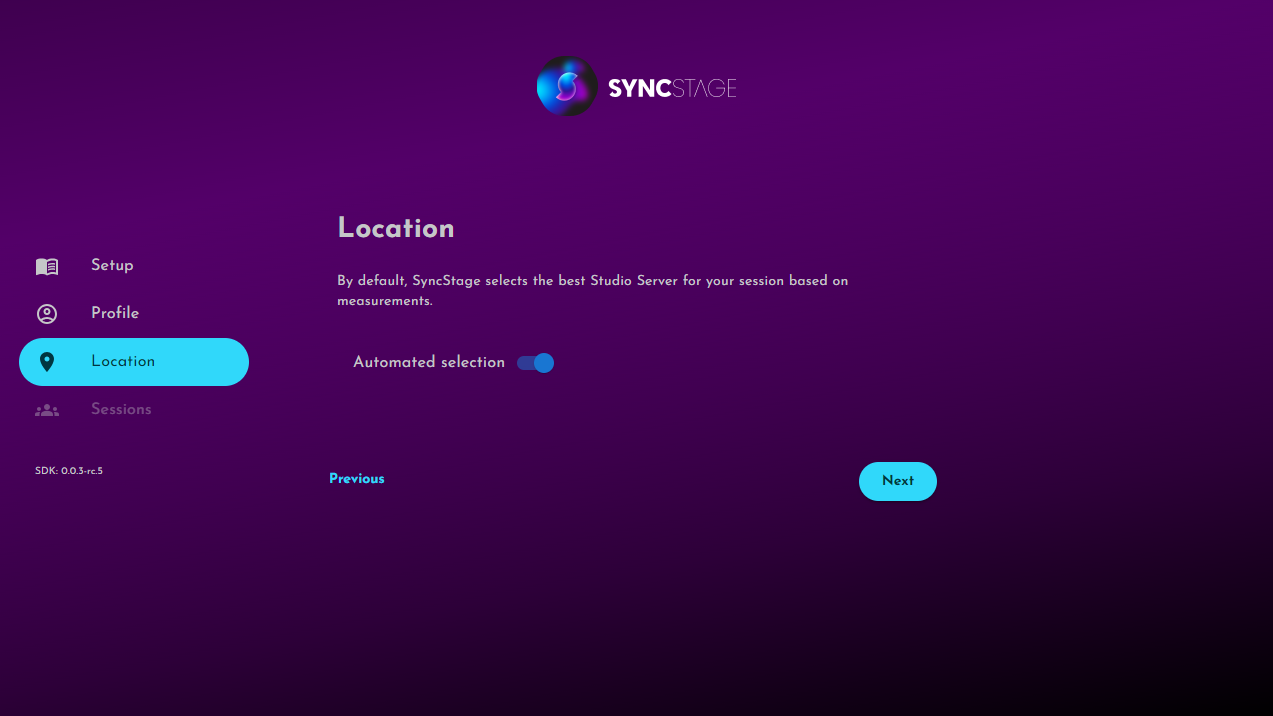 SYNCSTAGE
Setup
Profile
Location
Sessions
SDK: 0.0.3-rc.5
Location
By default, SyncStage selects the best Studio Server for your session based on
measurements.
Automated selection
Previous
Next